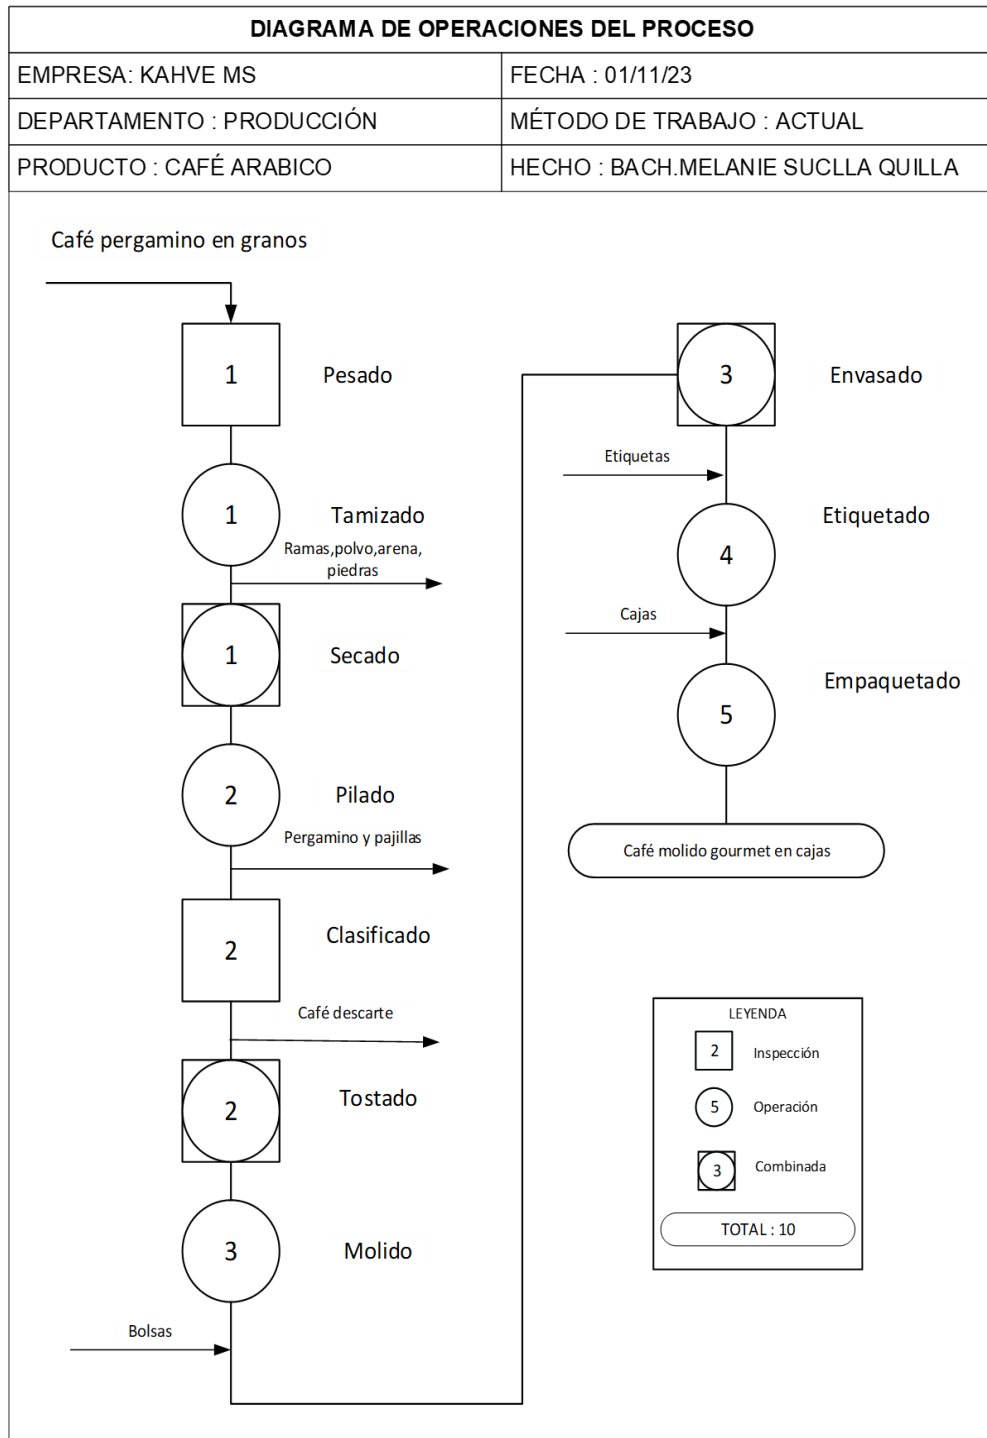 DIAGRAMA DE OPERACIONES DEL PROCESO
EMPRESA: KAHVE MS
FECHA : 01/11/23
DEPARTAMENTO : PRODUCCIÓN
MÉTODO DE TRABAJO : ACTUAL
PRODUCTO : CAFÉ ARABICO
HECHO : BACH.MELANIE SUCLLA QUILLA
Café pergamino en granos
1
Pesado
1
Tamizado
Ramas,polvo,arena,
piedras
1
Secado
2
Pilado
Pergamino y pajillas
2
Clasificado
Café descarte
2
Tostado
3
Molido
Bolsas
3
Envasado
Etiquetas
4
Etiquetado
Cajas
5
Empaquetado
Café molido gourmet en cajas
LEYENDA
2
Inspección
5
Operación
3
Combinada
TOTAL : 10